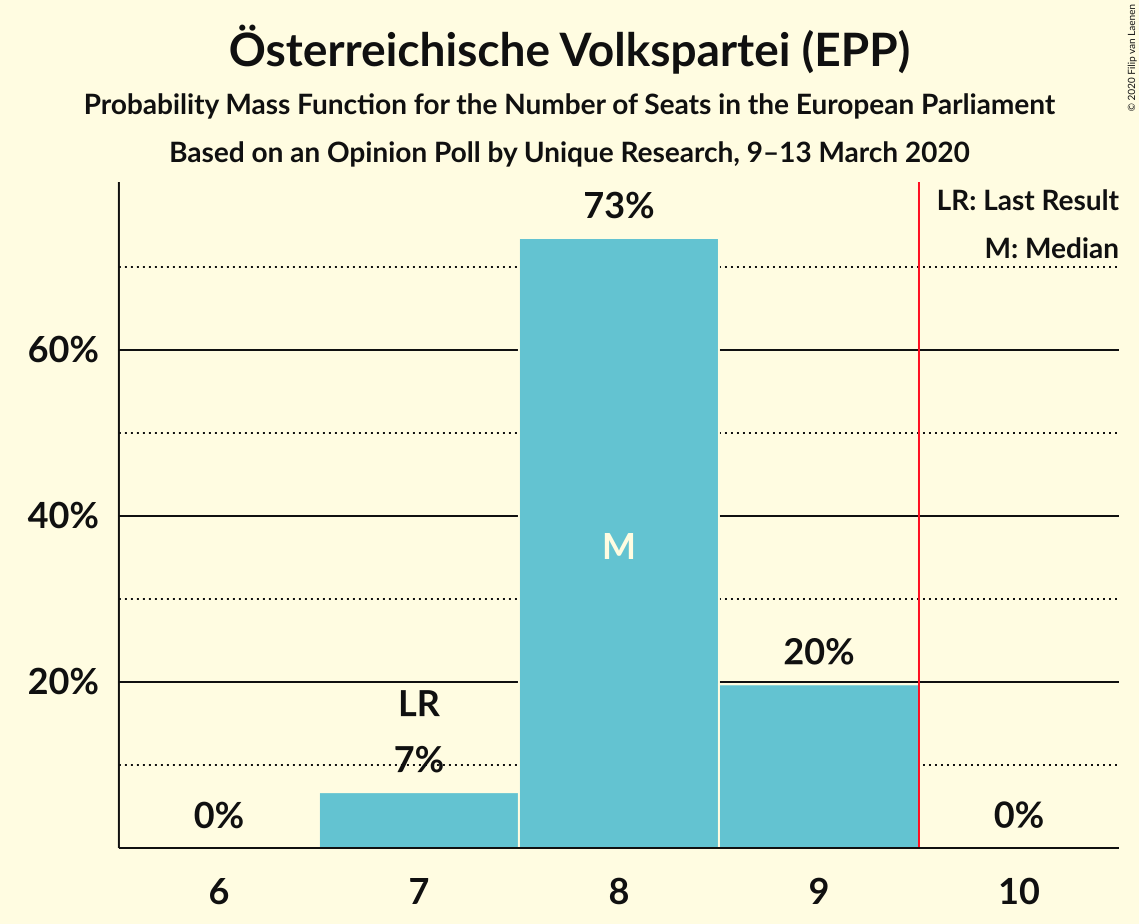 Österreichische Volkspartei (EPP)
Probability Mass Function for the Number of Seats in the European Parliament
Based on an Opinion Poll by Unique Research, 9–13 March 2020
© 2020 Filip van Laenen
LR: Last Result
M: Median
73%
60%
40%
M
20%
20%
LR
7%
0%
0%
6
7
8
9
10